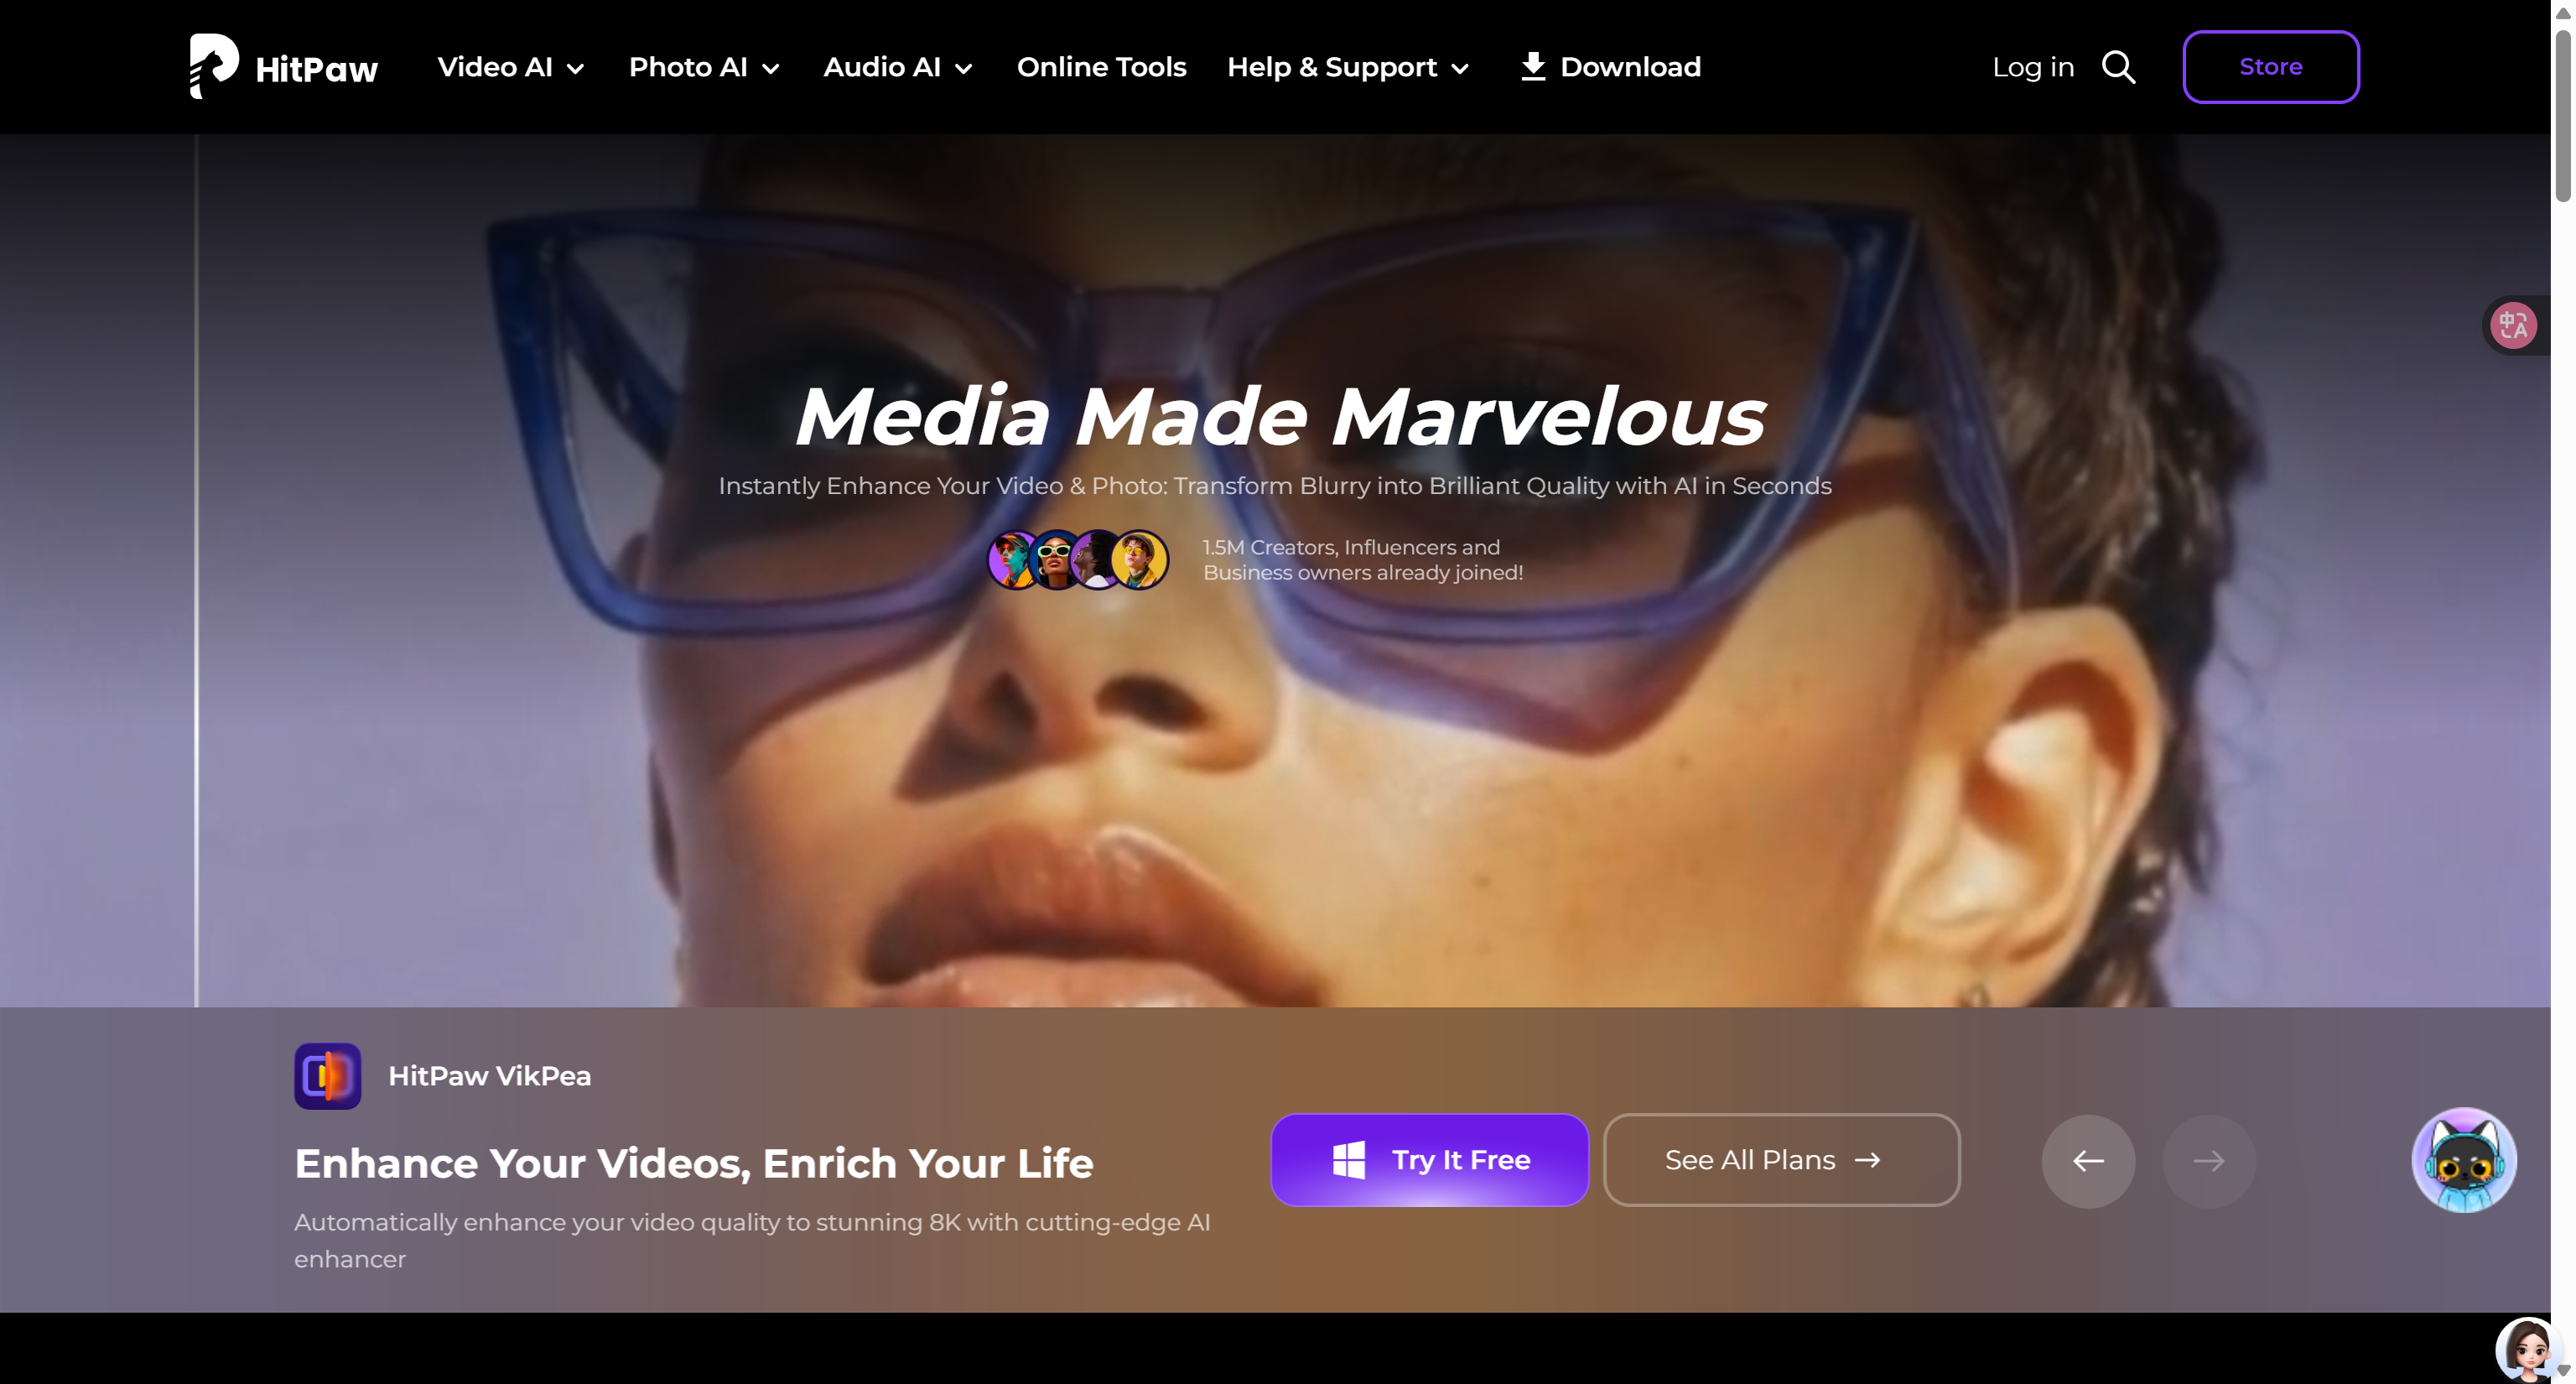 HitPaw
Video AI
Photo AI
Audio AI
Online Tools
Help & Support
Download
Log in
Store
中A
Media Made Marvelous
Instantly Enhance Your Video & Photo: Transform Blurry into Brilliant Quality with AI in Seconds
1.5M Creators, Influencers and
Business owners already joined!
HitPaw VikPea
Enhance Your Videos, Enrich Your Life
Automatically enhance your video quality to stunning 8K with cutting-edge AI
enhancer
Try It Free
See All Plans →